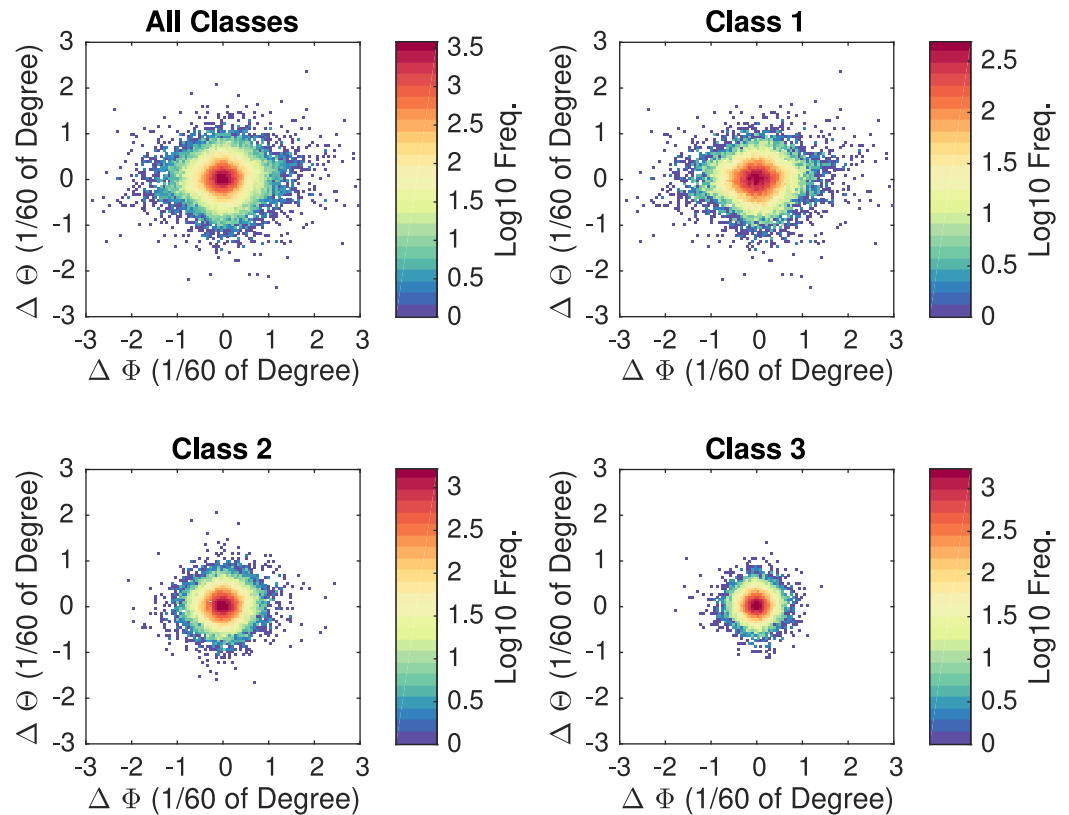 All Classes
3
2
1
0
-1
-2
-3
Δ Θ (1/60 of Degree)
-3 -2 -1 0 1 2 3
Δ Φ (1/60 of Degree)
3.5
3
2.5
2
1.5
1
0.5
0
Log10 Freq.
Class 1
3
2
1
0
-1
-2
-3
Δ Θ (1/60 of Degree)
-3 -2 -1 0 1 2 3
Δ Φ (1/60 of Degree)
2.5
2
1.5
1
0.5
0
Log10 Freq.
Class 2
3
2
1
0
-1
-2
-3
Δ Θ (1/60 of Degree)
-3 -2 -1 0 1 2 3
Δ Φ (1/60 of Degree)
3
2.5
2
1.5
1
0.5
0
Log10 Freq.
Class 3
3
2
1
0
-1
-2
-3
Δ Θ (1/60 of Degree)
-3 -2 -1 0 1 2 3
Δ Φ (1/60 of Degree)
3
2.5
2
1.5
1
0.5
0
Log10 Freq.